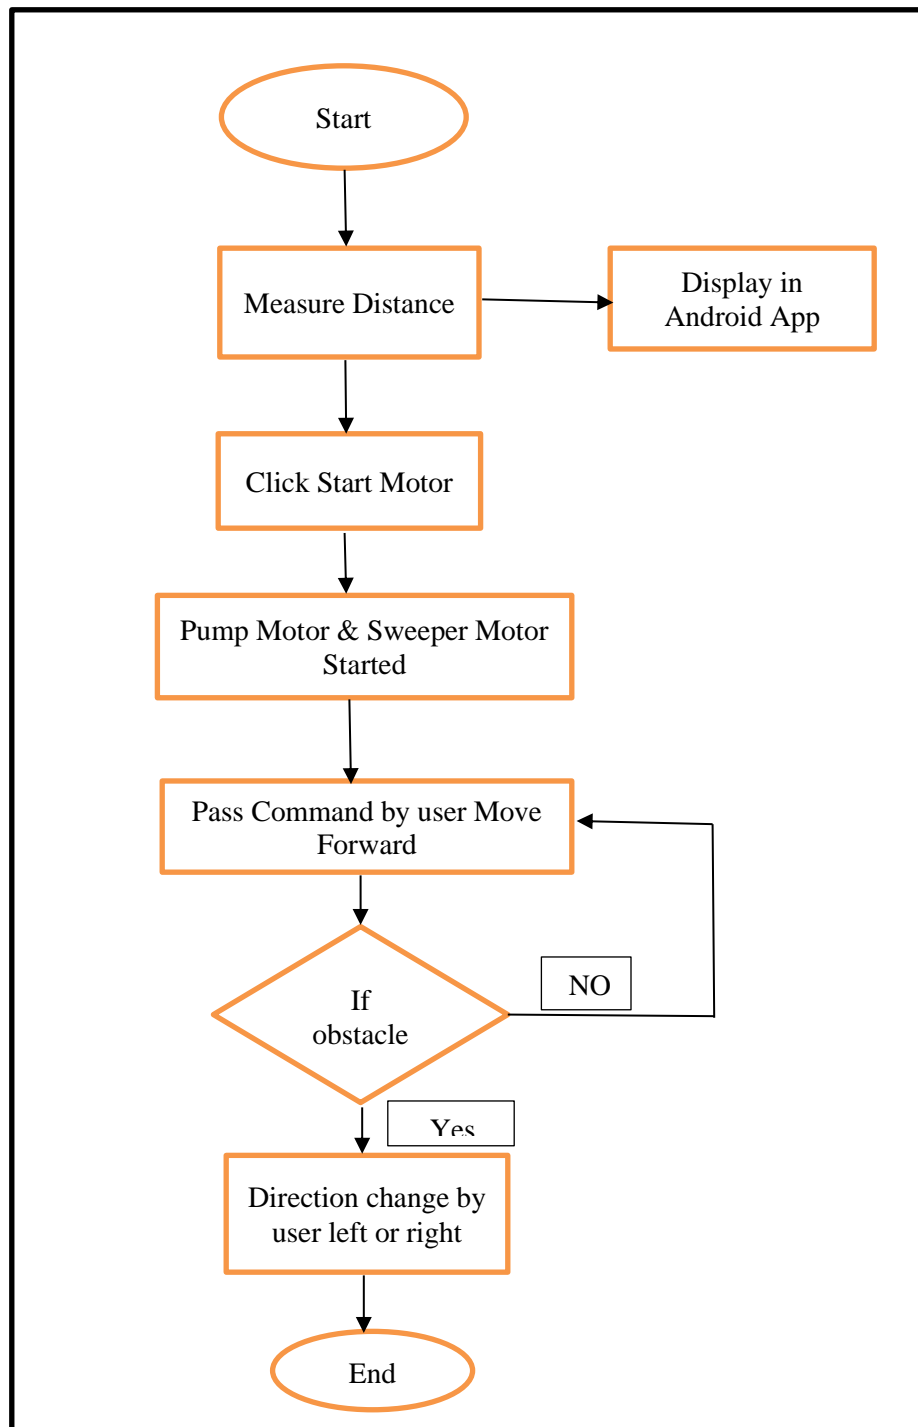 Start
Measure Distance
Display in
Android App
Click Start Motor
Pump Motor & Sweeper Motor
Started
Pass Command by user Move
Forward
If
obstacle
NO
Yes
Direction change by
user left or right
End